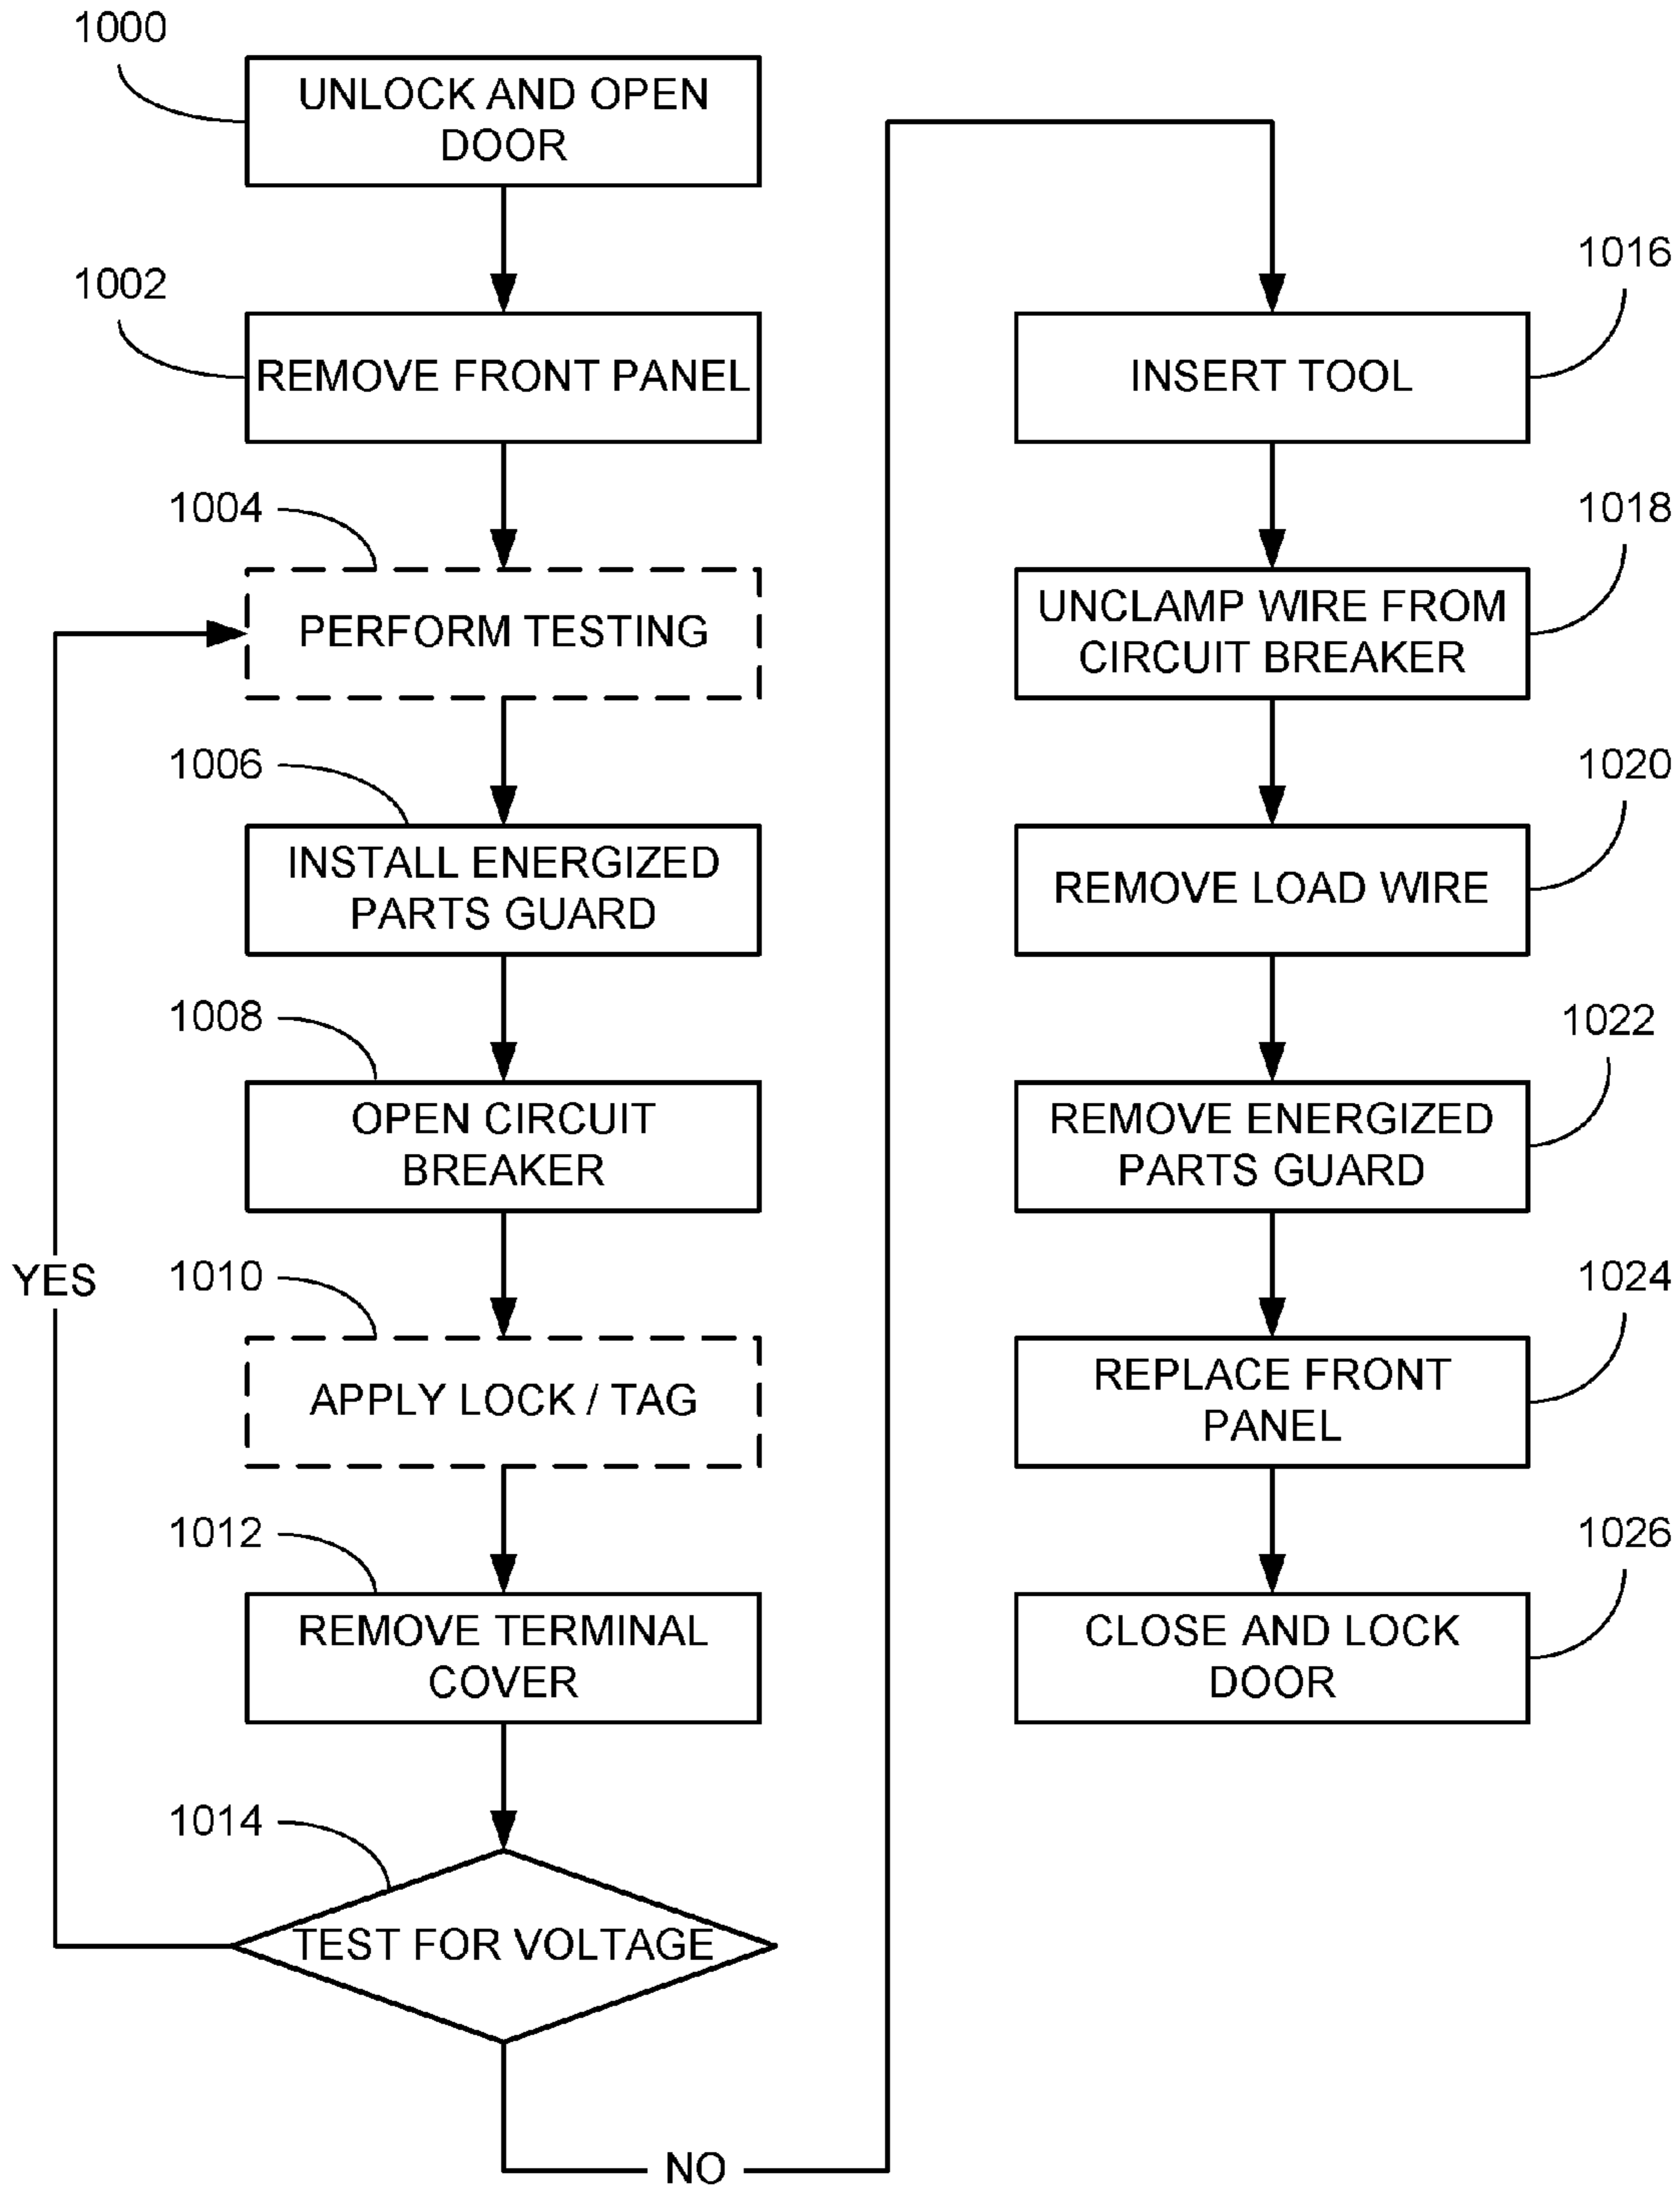 1000
UNLOCK AND OPEN
DOOR
1002
REMOVE FRONT PANEL
1004
PERFORM TESTING
1006
INSTALL ENERGIZED
PARTS GUARD
1008
OPEN CIRCUIT
BREAKER
YES
1010
APPLY LOCK / TAG
1012
REMOVE TERMINAL
COVER
1014
TEST FOR VOLTAGE
NO
1016
INSERT TOOL
1018
UNCLAMP WIRE FROM
CIRCUIT BREAKER
1020
REMOVE LOAD WIRE
1022
REMOVE ENERGIZED
PARTS GUARD
1024
REPLACE FRONT
PANEL
1026
CLOSE AND LOCK
DOOR